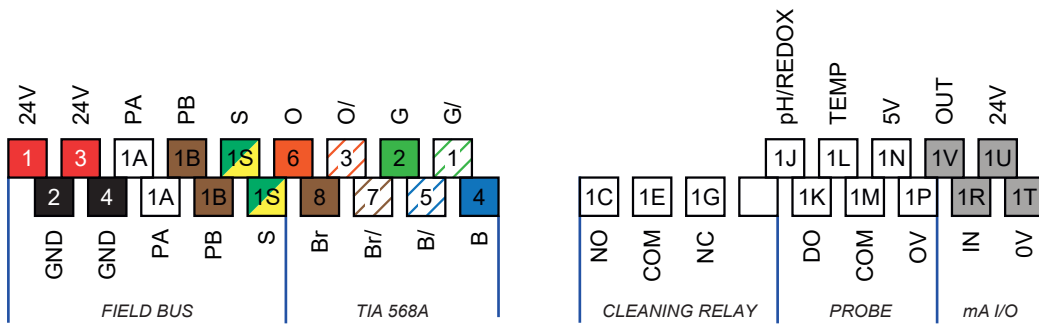 24V 24V PA PB S O O/ G G/ pH/REDOX TEMP 5V OUT 24V
1 3 1A 1B 1S 6 3 2 1 1J 1L 1N 1V 1U
2 4 1A 1B 1S 8 7 5 4 1C 1E 1G 1K 1M 1P 1R 1T
GND GND PA PB S Br Br/ B/ B NO COM NC DO COM OV IN 0V
FIELD BUS TIA 568A CLEANING RELAY PROBE mA I/O